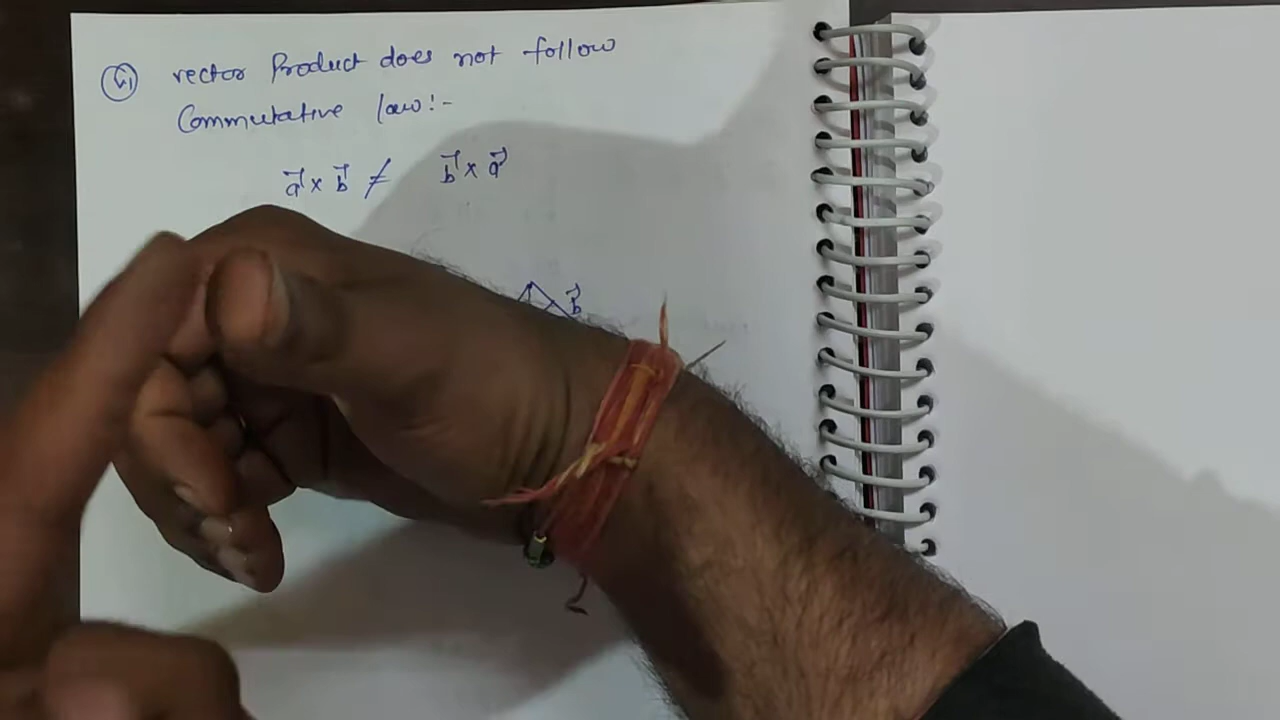 (vi) vector Product does not follow
Commutative law:-
a⃗ × b⃗ ≠ b⃗ × a⃗
b⃗